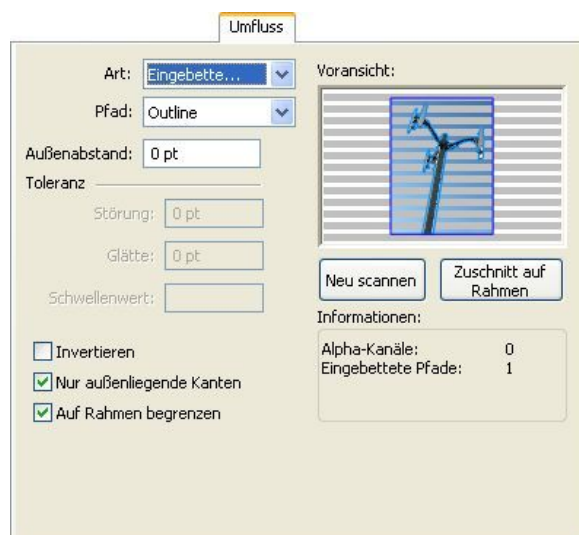 Umfluss
Art: Eingebette...
Pfad: Outline
Außenabstand: 0 pt
Toleranz
Störung: 0 pt
Glätte: 0 pt
Schwellenwert:
Invertieren
Nur außenliegende Kanten
Auf Rahmen begrenzen
Voransicht:
Neu scannen
Zuschnitt auf
Rahmen
Informationen:
Alpha-Kanäle: 0
Eingebettete Pfade: 1